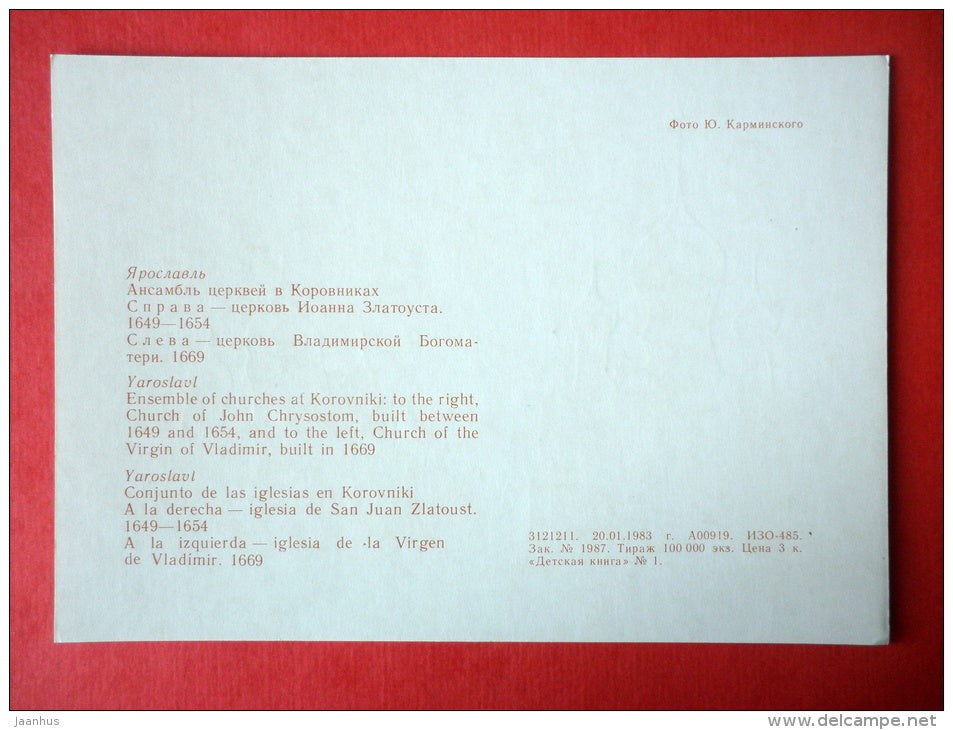 Фото Ю. Карминского
Ярославль
Ансамбль церквей в Коровниках
Справа — церковь Иоанна Златоуста.
1649—1654
Слева — церковь Владимирской Богома-
тери. 1669
Yaroslavl
Ensemble of churches at Korovniki: to the right,
Church of John Chrysostom, built between
1649 and 1654, and to the left, Church of the
Virgin of Vladimir, built in 1669
Yaroslavl
Conjunto de las iglesias en Korovníki
A la derecha — iglesia de San Juan Zlatoust.
1649—1654
A la izquierda — iglesia de la Virgen
de Vladímir. 1669
3121211. 20.01.1983 г. А00919. ИЗО-485.
Зак. № 1987. Тираж 100 000 экз. Цена 3 к.
«Детская книга» № 1.
Jaanhus
www.delcampe.net